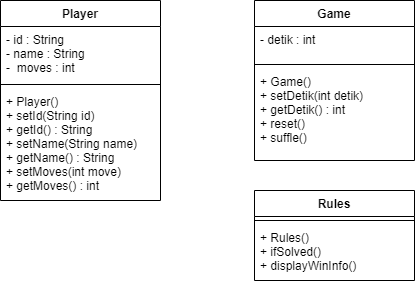 Player
- id : String
- name : String
- moves : int
+ Player()
+ setId(String id)
+ getId() : String
+ setName(String name)
+ getName() : String
+ setMoves(int move)
+ getMoves() : int
Game
- detik : int
+ Game()
+ setDetik(int detik)
+ getDetik() : int
+ reset()
+ suffle()
Rules
+ Rules()
+ ifSolved()
+ displayWinInfo()